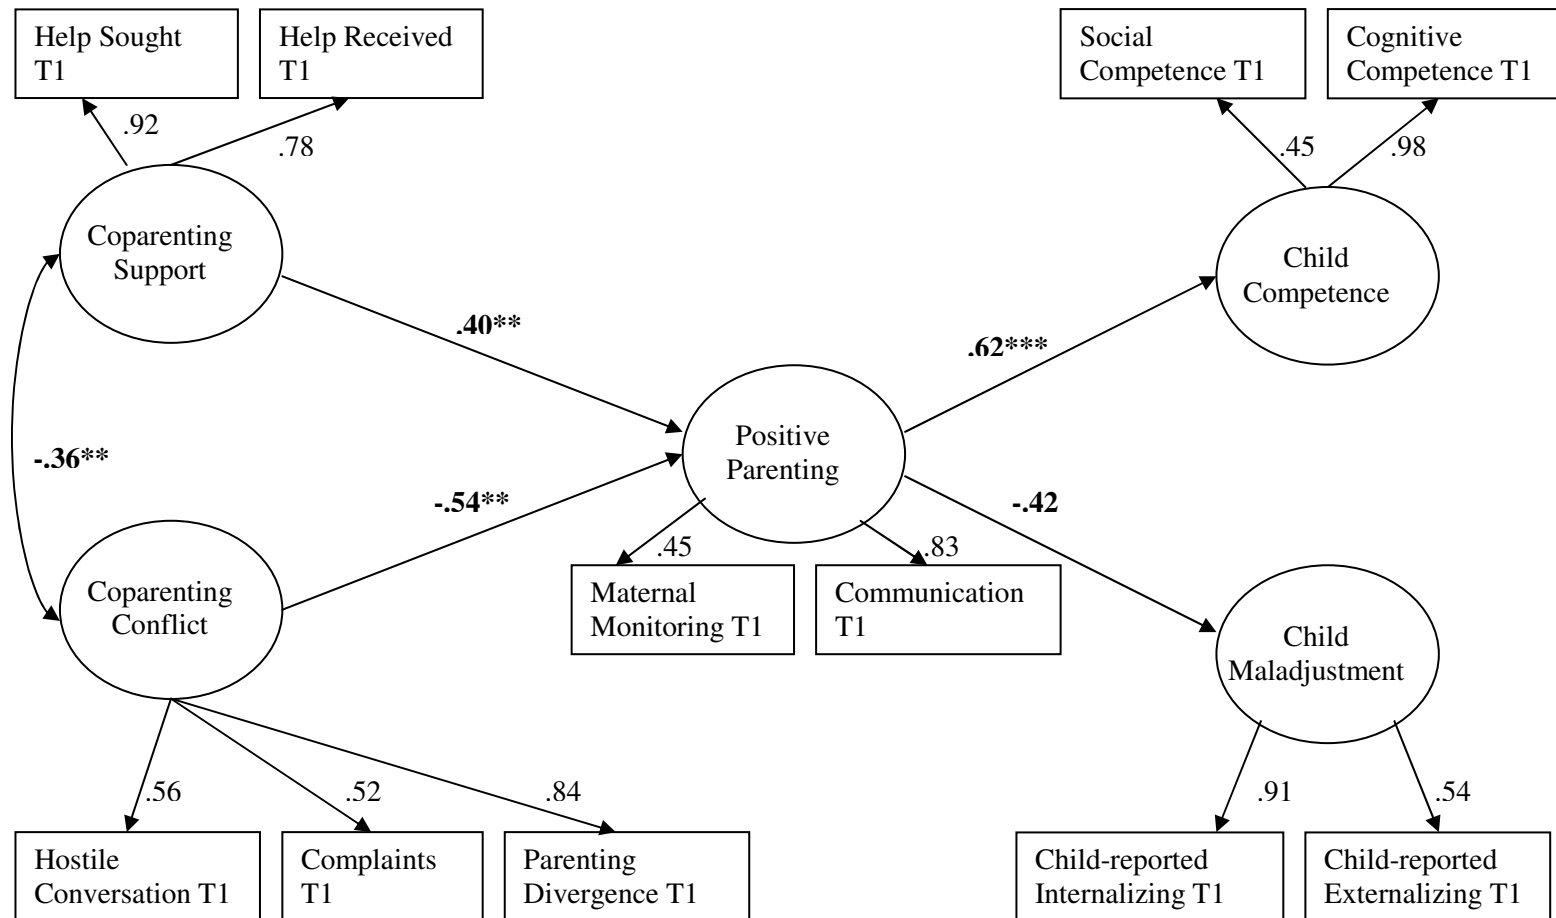 Help Sought
T1
Help Received
T1
Social
Competence T1
Cognitive
Competence T1
.92
.78
.45
.98
Coparenting
Support
Child
Competence
.40**
.62***
-.36**
Positive
Parenting
-.54**
-.42
.45
.83
Coparenting
Conflict
Maternal
Monitoring T1
Communication
T1
Child
Maladjustment
.56
.52
.84
.91
.54
Hostile
Conversation T1
Complaints
T1
Parenting
Divergence T1
Child-reported
Internalizing T1
Child-reported
Externalizing T1